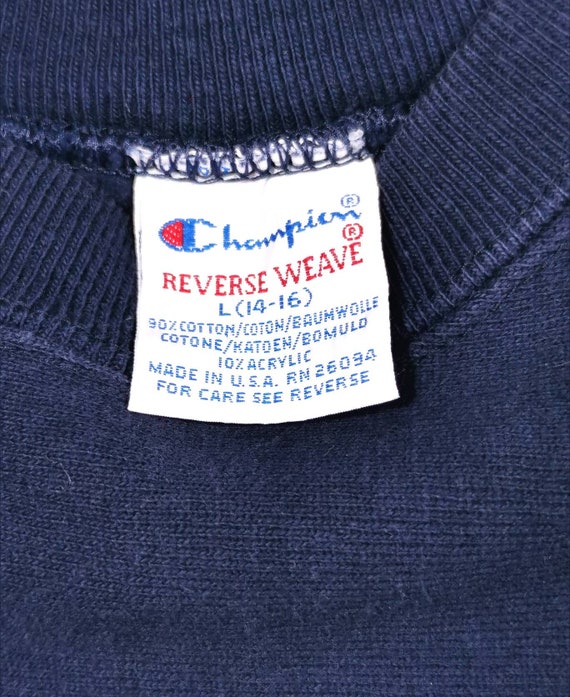 Champion®
REVERSE WEAVE®
L (14-16)
90% COTTON/COTON/BAUMWOLLE
COTONE/KATOEN/BOMULD
10% ACRYLIC
MADE IN U.S.A. RN 26094
FOR CARE SEE REVERSE